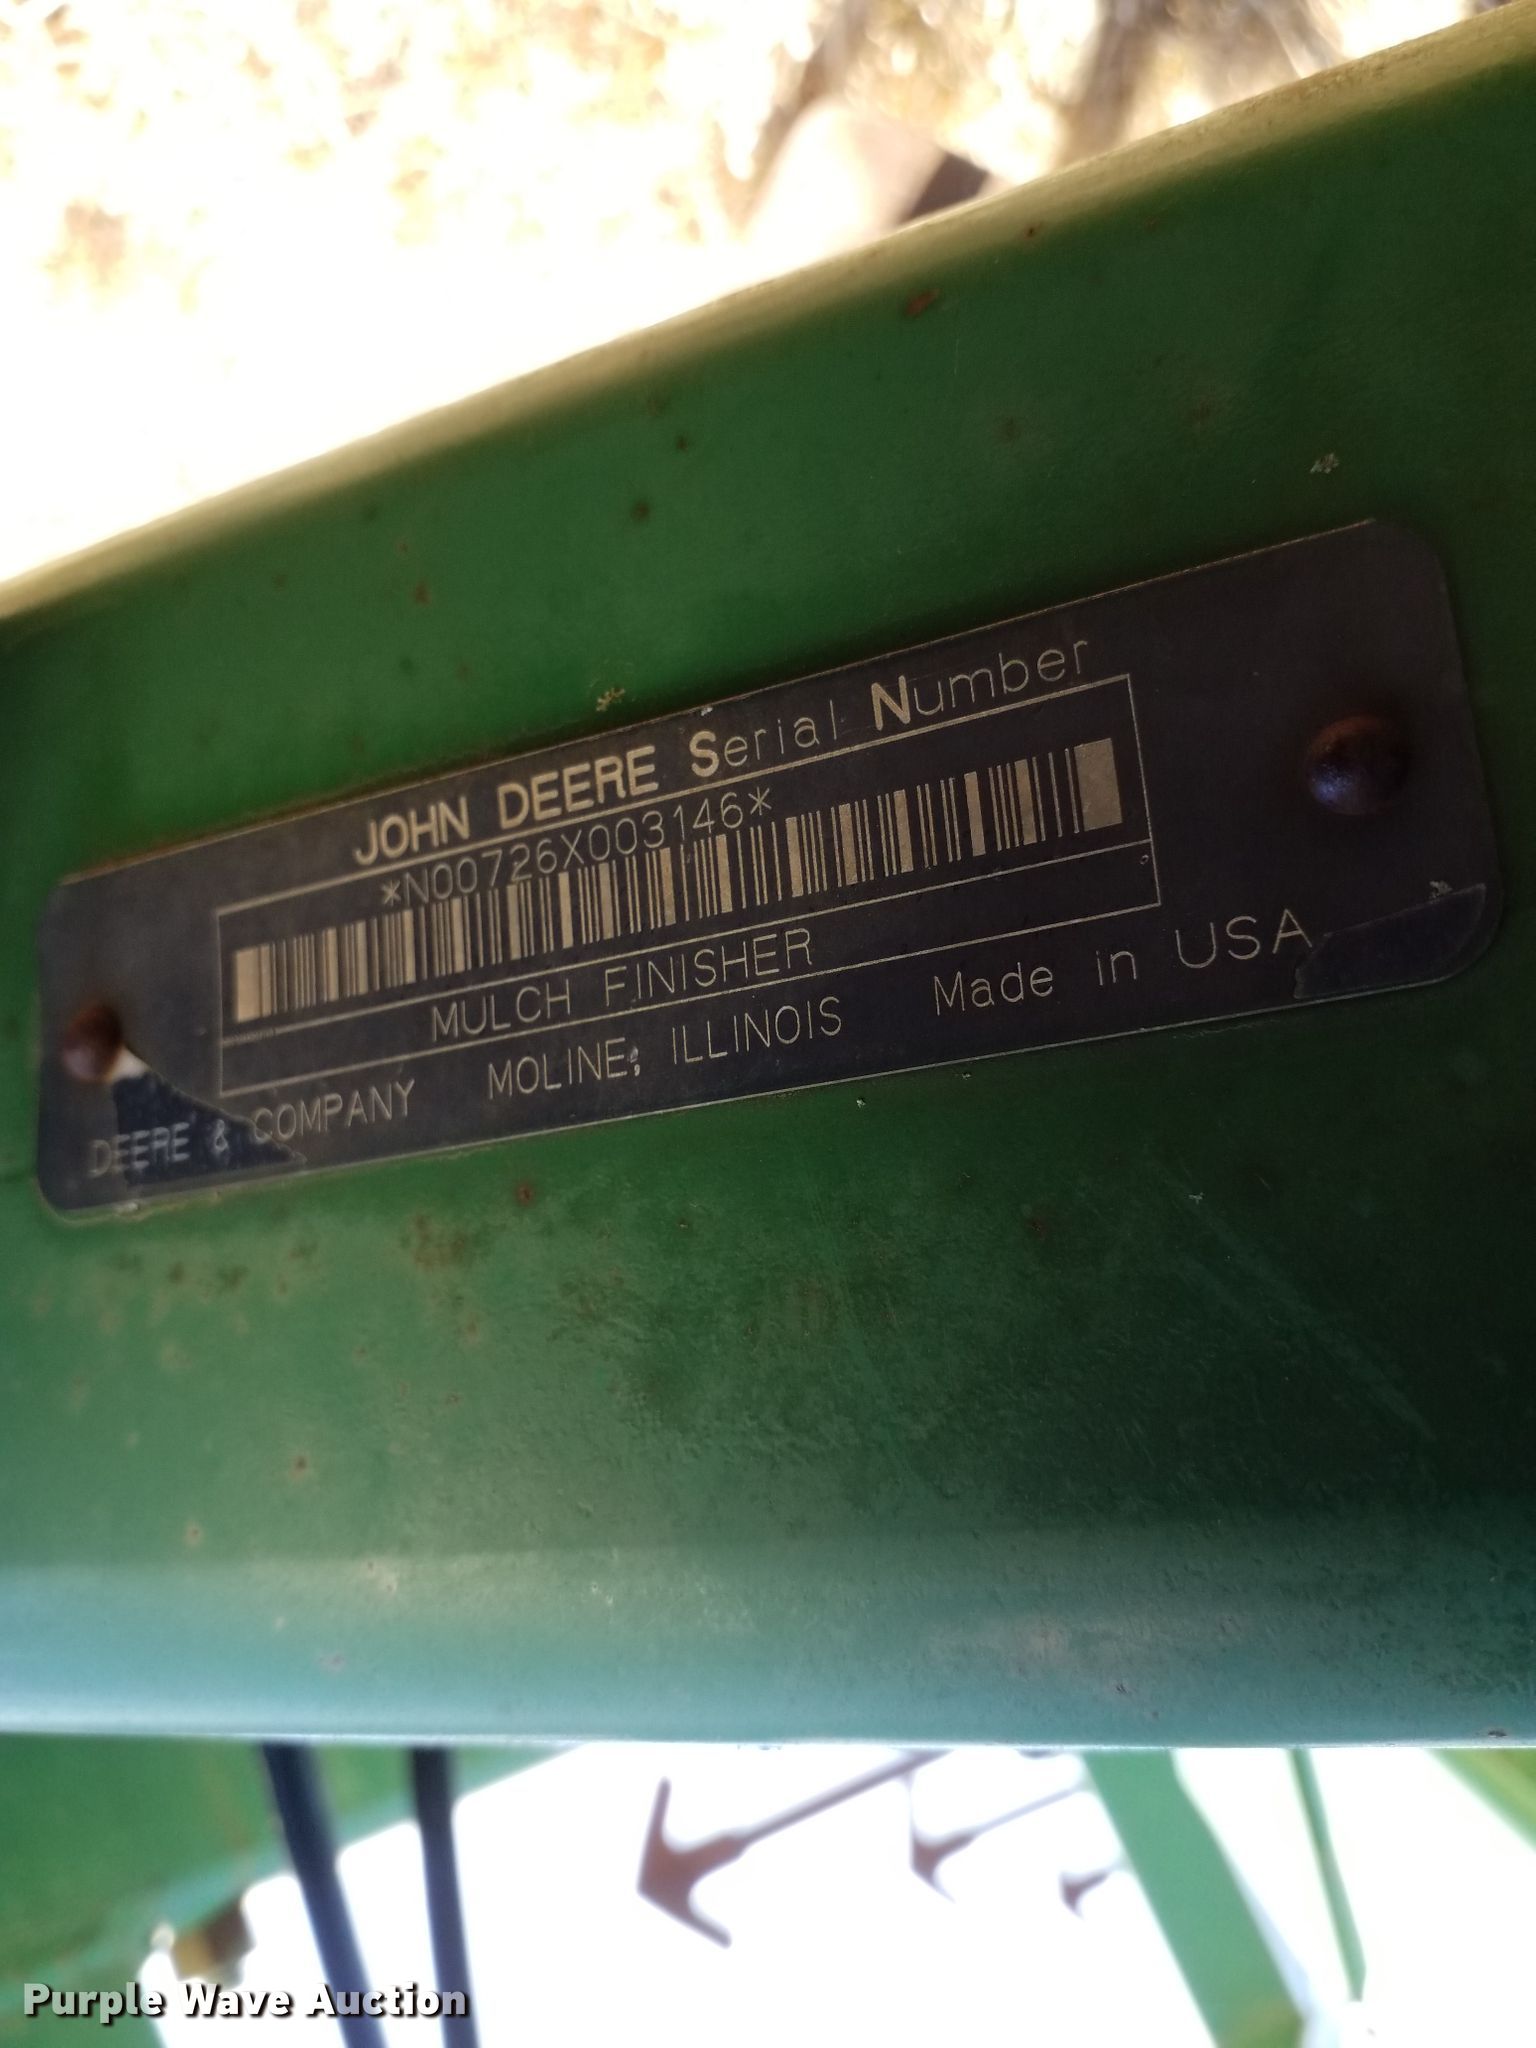 JOHN DEERE Serial Number
*N00726X003146*
MULCH FINISHER
DEERE & COMPANY MOLINE, ILLINOIS Made in USA
Purple Wave Auction